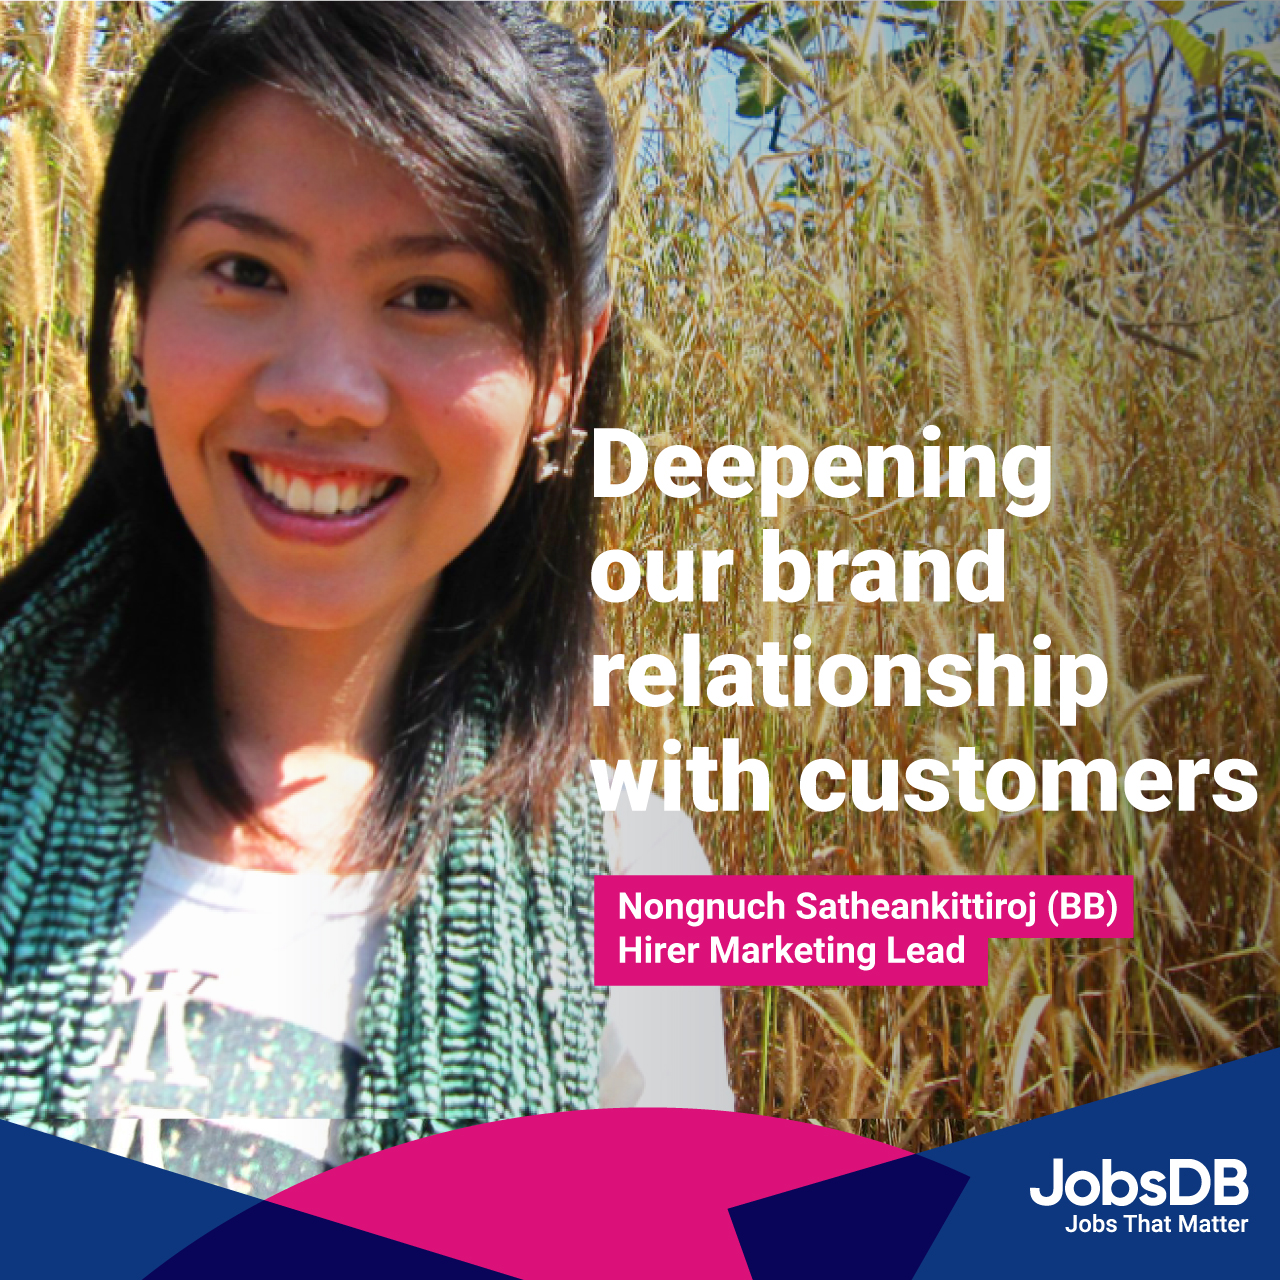 Deepening
our brand
relationship
with customers
Nongnuch Satheankittiroj (BB)
Hirer Marketing Lead
JobsDB
Jobs That Matter